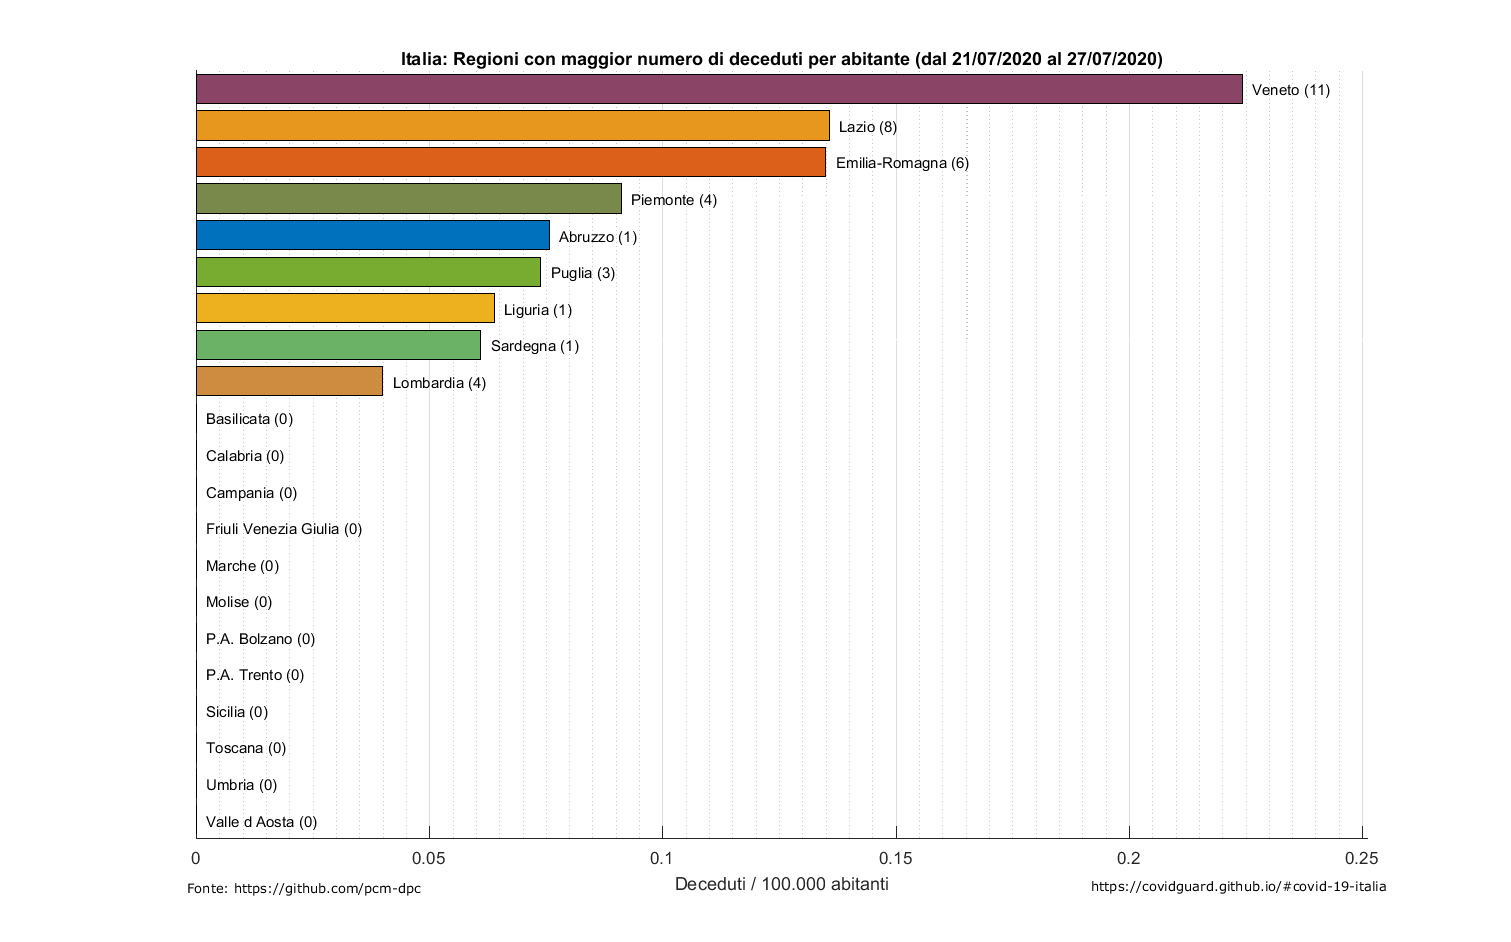 Italia: Regioni con maggior numero di deceduti per abitante (dal 21/07/2020 al 27/07/2020)
Veneto (11)
Lazio (8)
Emilia-Romagna (6)
Piemonte (4)
Abruzzo (1)
Puglia (3)
Liguria (1)
Sardegna (1)
Lombardia (4)
Basilicata (0)
Calabria (0)
Campania (0)
Friuli Venezia Giulia (0)
Marche (0)
Molise (0)
P.A. Bolzano (0)
P.A. Trento (0)
Sicilia (0)
Toscana (0)
Umbria (0)
Valle d Aosta (0)
0 0.05 0.1 0.15 0.2 0.25
Deceduti / 100.000 abitanti
Fonte: https://github.com/pcm-dpc
https://covidguard.github.io/#covid-19-italia